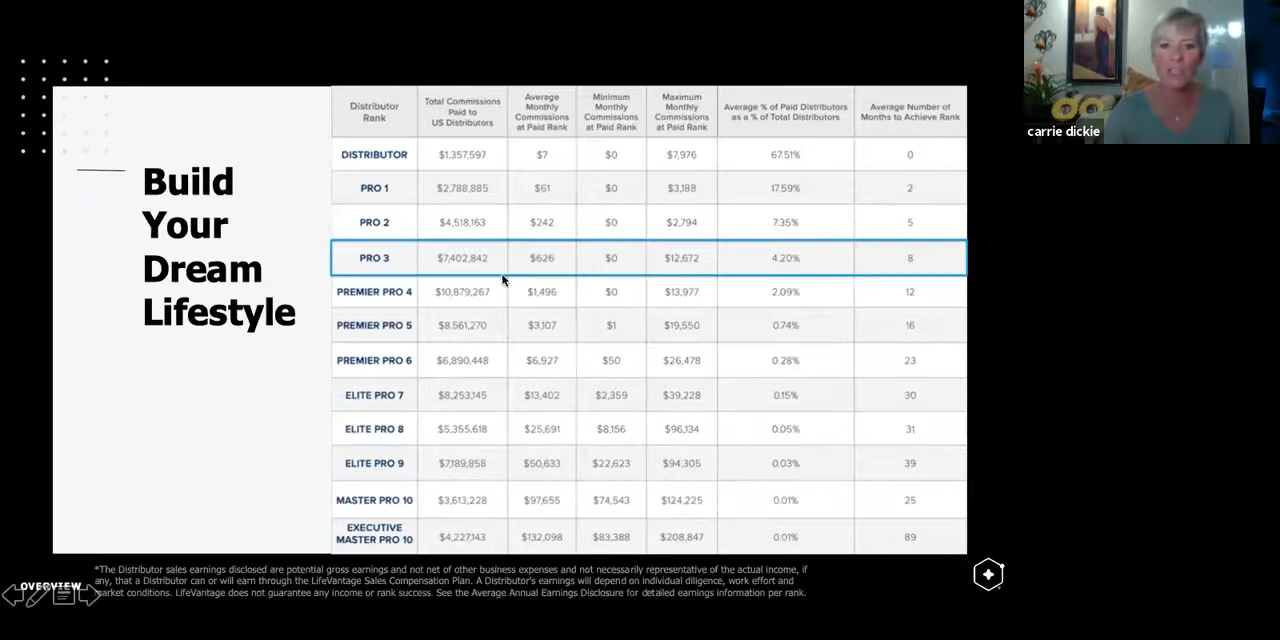 carrie dickie
Build
Your
Dream
Lifestyle
Distributor Rank | Total Commissions Paid to US Distributors | Average Monthly Commissions at Paid Rank | Minimum Monthly Commissions at Paid Rank | Maximum Monthly Commissions at Paid Rank | Average % of Paid Distributors as a % of Total Distributors | Average Number of Months to Achieve Rank
DISTRIBUTOR $1,357,597 $7 $0 $7,976 67.51% 0
PRO 1 $2,788,885 $61 $0 $3,188 17.59% 2
PRO 2 $4,518,163 $242 $0 $2,794 7.35% 5
PRO 3 $7,402,842 $626 $0 $12,672 4.20% 8
PREMIER PRO 4 $10,879,267 $1,496 $0 $13,977 2.09% 12
PREMIER PRO 5 $8,561,270 $3,107 $1 $19,550 0.74% 16
PREMIER PRO 6 $6,890,448 $6,927 $50 $26,478 0.28% 23
ELITE PRO 7 $8,253,145 $13,402 $2,359 $39,228 0.15% 30
ELITE PRO 8 $5,355,618 $25,691 $8,156 $96,134 0.05% 31
ELITE PRO 9 $7,189,858 $50,633 $22,623 $94,305 0.03% 39
MASTER PRO 10 $3,613,228 $97,655 $74,543 $124,225 0.01% 25
EXECUTIVE MASTER PRO 10 $4,227,143 $132,098 $83,388 $208,847 0.01% 89
*The Distributor sales earnings disclosed are potential gross earnings and not net of other business expenses and not necessarily representative of the actual income, if
any, that a Distributor can or will earn through the LifeVantage Sales Compensation Plan. A Distributor's earnings will depend on individual diligence, work effort and
market conditions. LifeVantage does not guarantee any income or rank success. See the Average Annual Earnings Disclosure for detailed earnings information per rank.
OVERVIEW